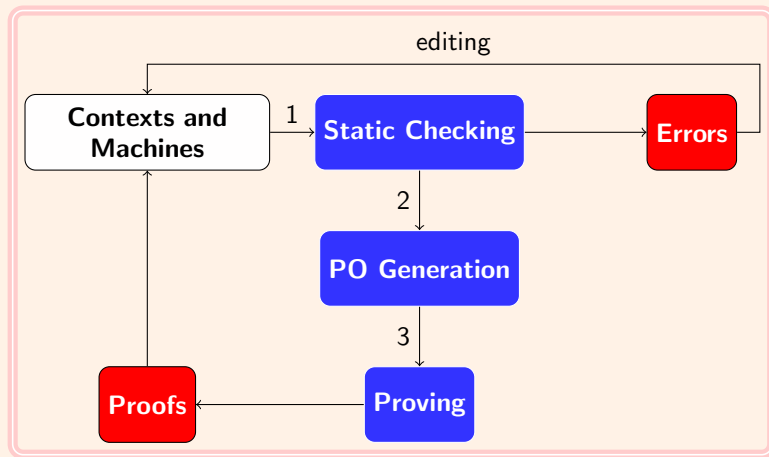 editing
Contexts and
Machines
1
Static Checking
Errors
2
PO Generation
3
Proofs
Proving